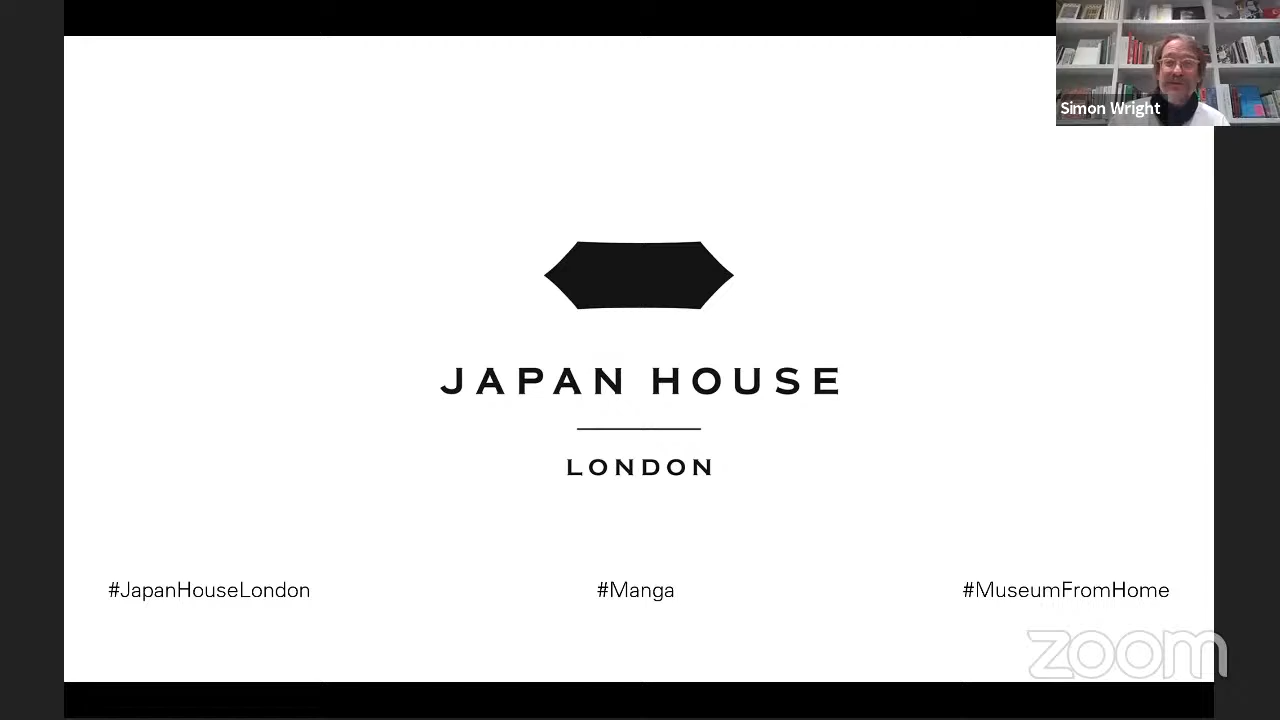 Simon Wright
JAPAN HOUSE
LONDON
#JapanHouseLondon
#Manga
#MuseumFromHome
zoom